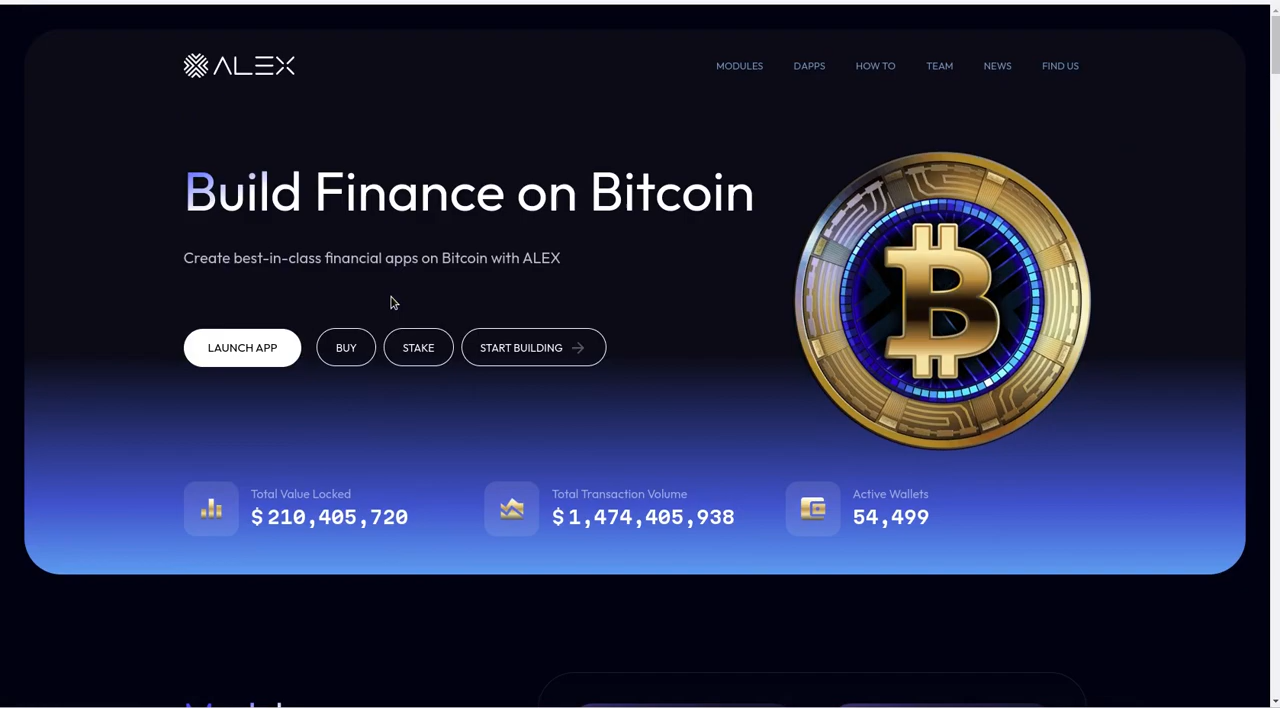 ALEX
MODULES DAPPS HOW TO TEAM NEWS FIND US
Build Finance on Bitcoin
Create best-in-class financial apps on Bitcoin with ALEX
LAUNCH APP BUY STAKE START BUILDING
Total Value Locked
$210,405,720
Total Transaction Volume
$1,474,405,938
Active Wallets
54,499